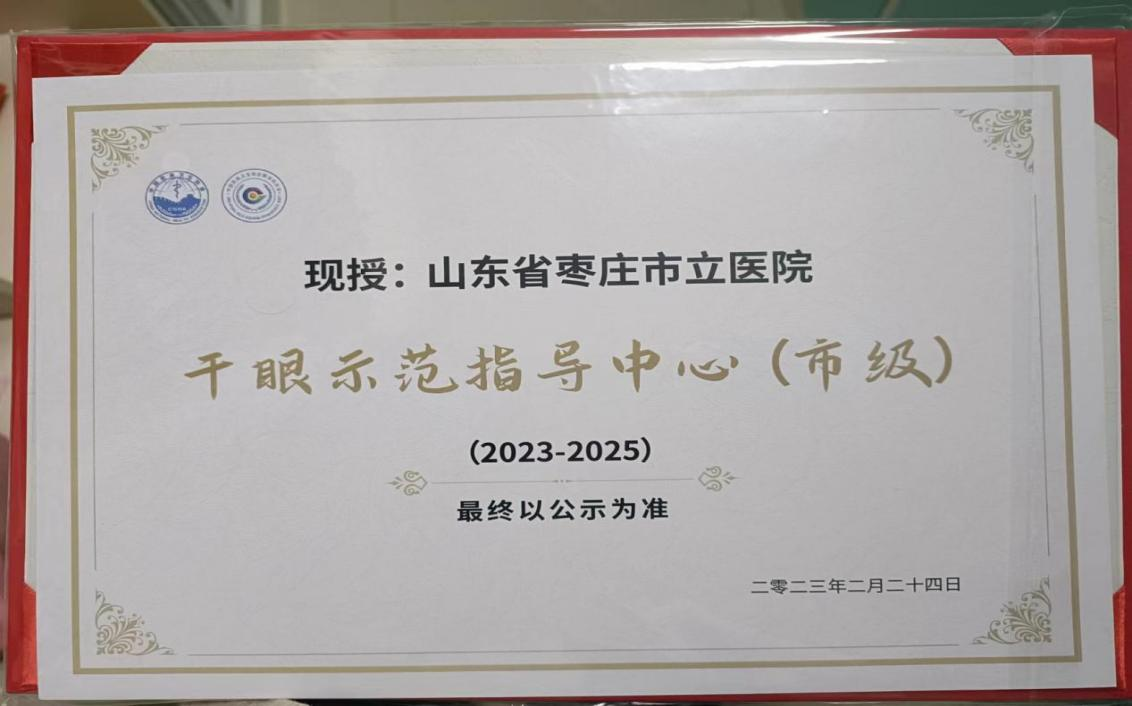 现授：山东省枣庄市立医院
干眼示范指导中心（市级）
（2023-2025）
最终以公示为准
二零二三年二月二十四日